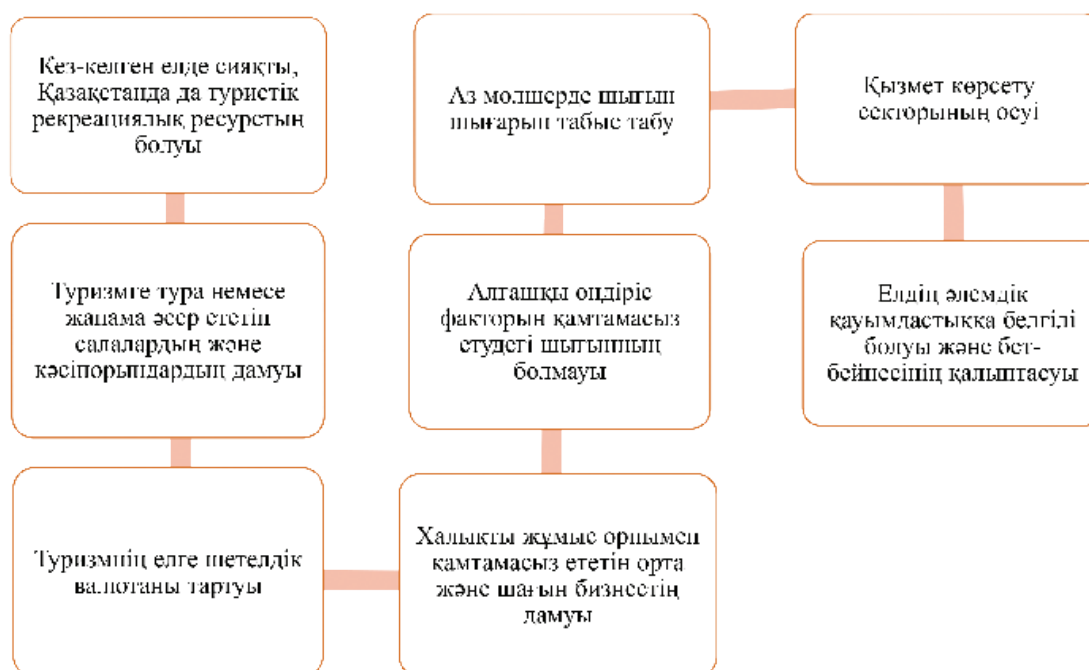 Кез-келген елде сияқты,
Қазақстанда да туристік
рекреациялық ресурстың
болуы
Туризмге тура немесе
жанама әсер ететін
салалардың және
кәсіпорындардың дамуы
Туризмнің елге шетелдік
валютаны тартуы
Халықты жұмыс орнымен
қамтамасыз ететін орта
және шағын бизнестің
дамуы
Алғашқы өндіріс
факторын қамтамасыз
етудегі шығынның
болмауы
Аз мөлшерде шығын
шығарып табыс табу
Қызмет көрсету
секторының өсуі
Елдің әлемдік
қауымдастыққа белгілі
болуы және бет-
бейнесінің қалыптасуы